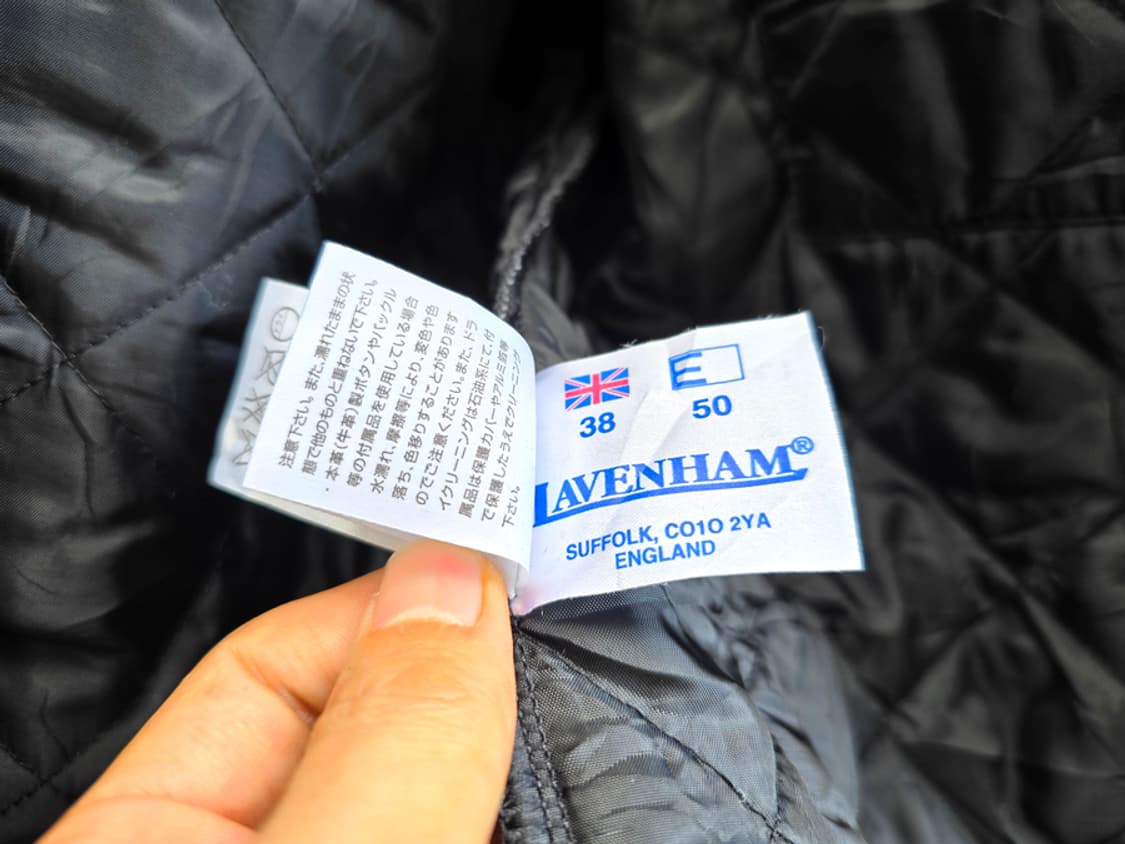 注意下さい。また、濡れたままの状
態で他のものと重ねないで下さい。
・本革(牛革)製ボタンやバックル
等の付属品を使用している場合
水濡れ、摩擦等により、変色や色
落ち、色移りすることがあります
のでご注意ください。また、ドラ
イクリーニングは石油系にて、付
属品は保護カバーやアルミ箔等
で保護したうえでクリーニング
下さい。
38
E
50
LAVENHAM®
SUFFOLK, CO10 2YA
ENGLAND